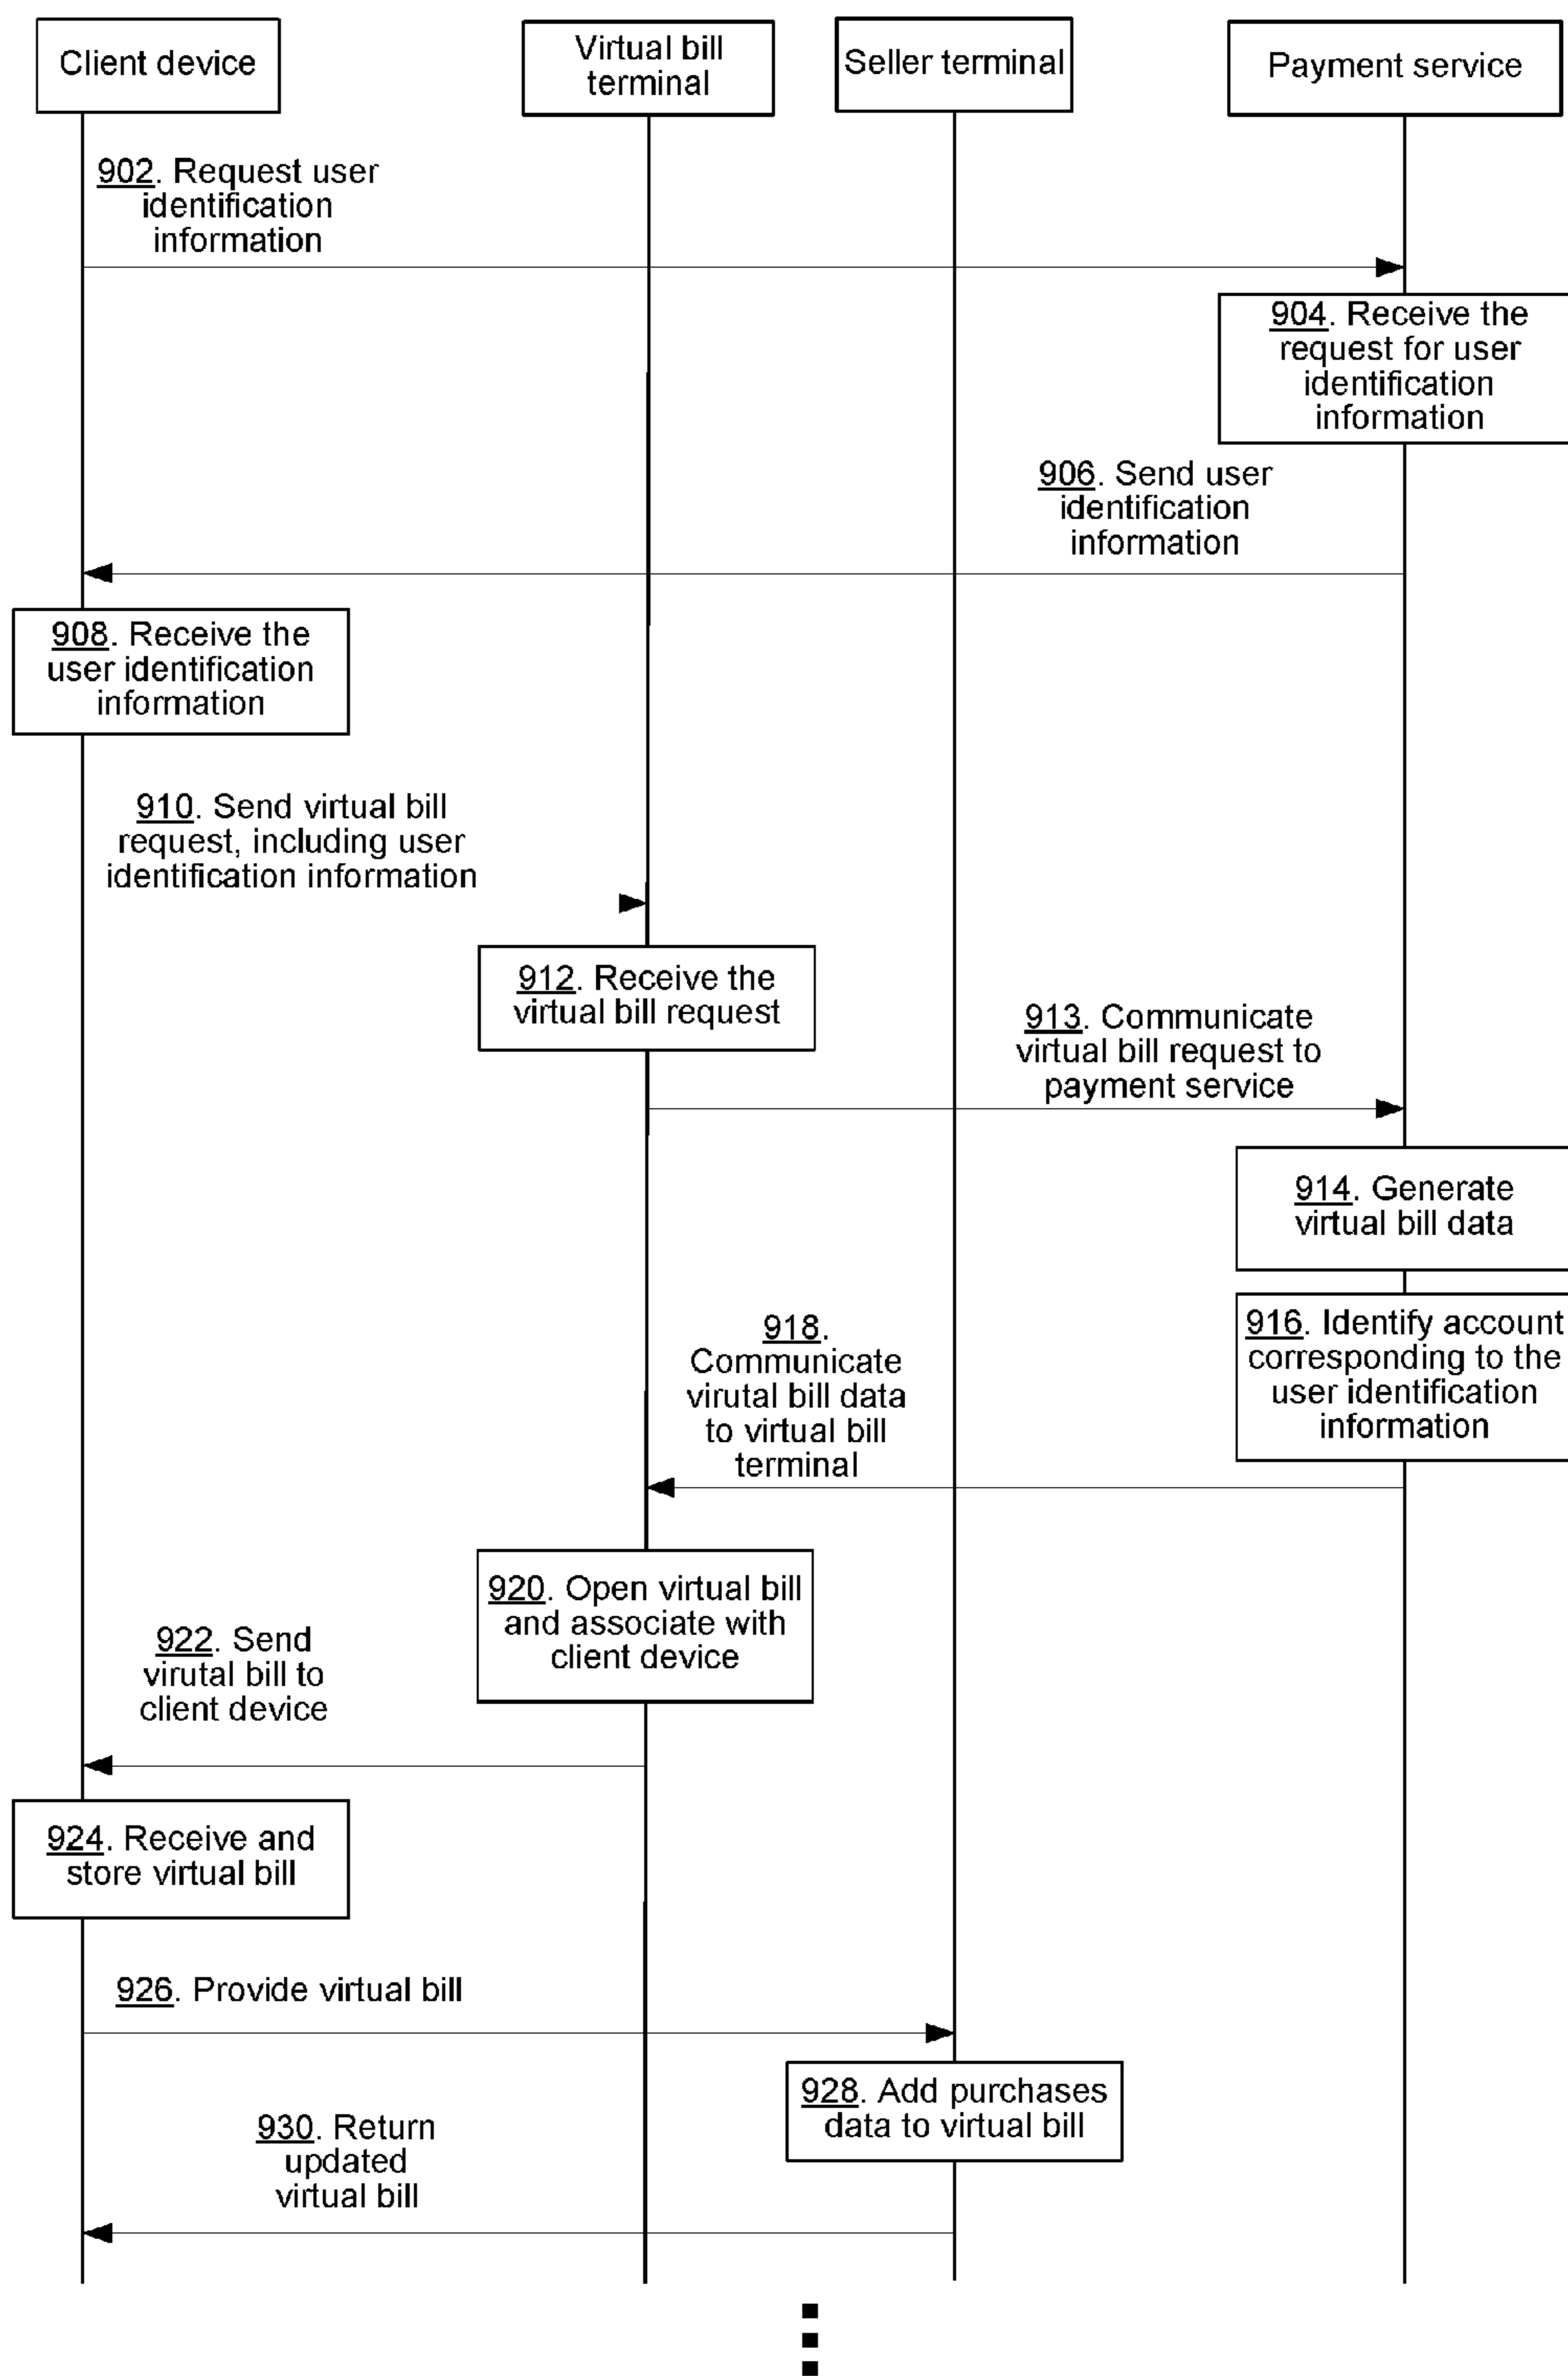 Client device
Virtual bill
terminal
Seller terminal
Payment service
902. Request user
identification
information
904. Receive the
request for user
identification
information
906. Send user
identification
information
908. Receive the
user identification
information
910. Send virtual bill
request, including user
identification information
912. Receive the
virtual bill request
913. Communicate
virtual bill request to
payment service
914. Generate
virtual bill data
916. Identify account
corresponding to the
user identification
information
918.
Communicate
virutal bill data
to virtual bill
terminal
920. Open virtual bill
and associate with
client device
922. Send
virutal bill to
client device
924. Receive and
store virtual bill
926. Provide virtual bill
928. Add purchases
data to virtual bill
930. Return
updated
virtual bill